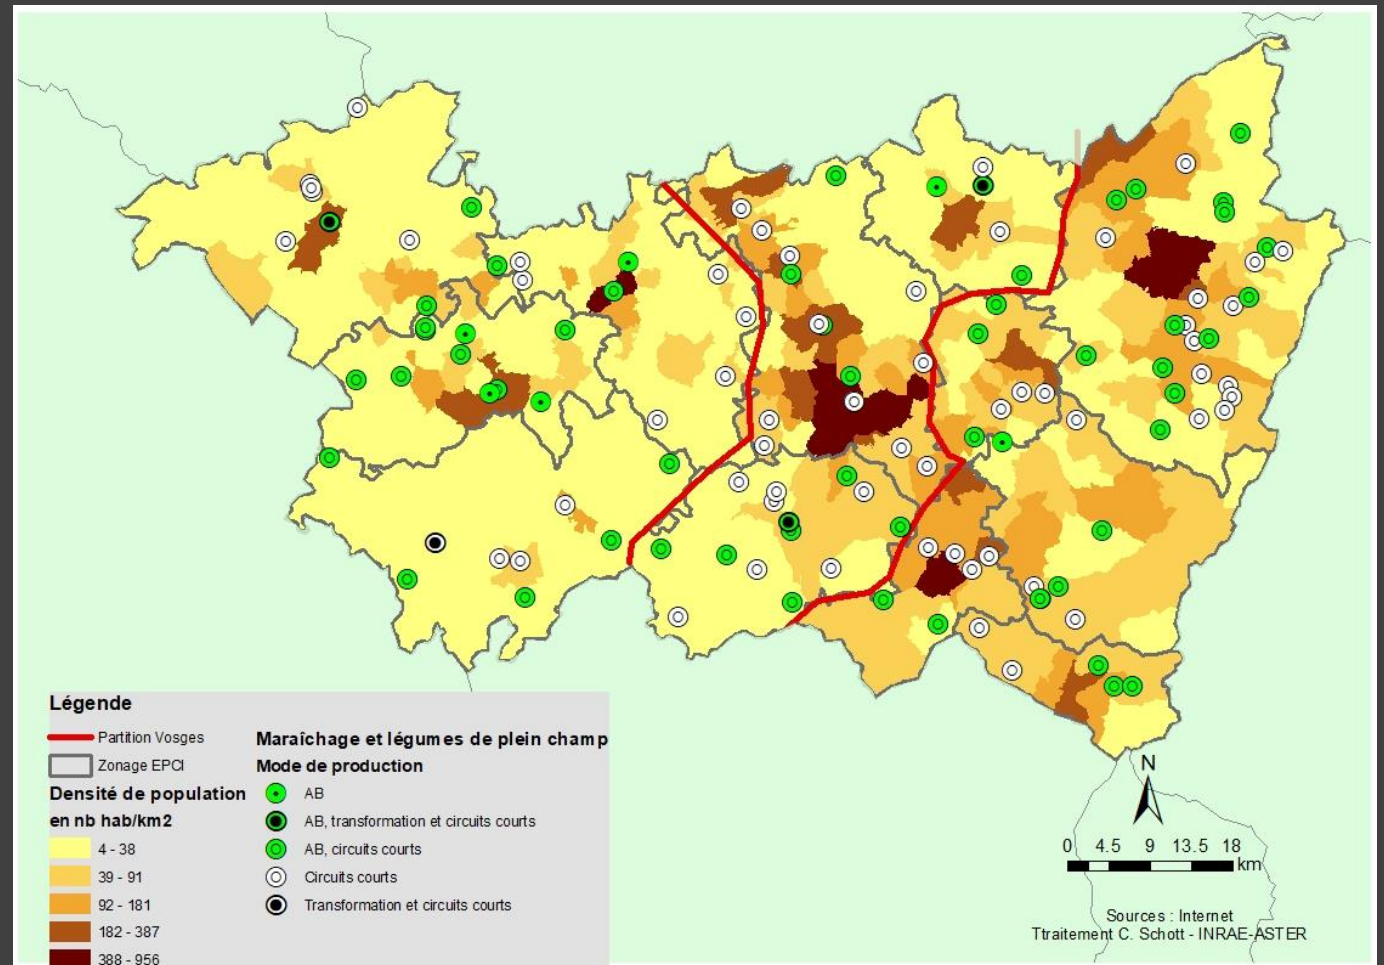 Légende
Partition Vosges
Zonage EPCI
Densité de population
en nb hab/km2
4 - 38
39 - 91
92 - 181
182 - 387
388 - 956
Maraîchage et légumes de plein champ
Mode de production
AB
AB, transformation et circuits courts
AB, circuits courts
Circuits courts
Transformation et circuits courts
N
0 4.5 9 13.5 18
km
Sources : Internet
Ttraitement C. Schott - INRAE-ASTER